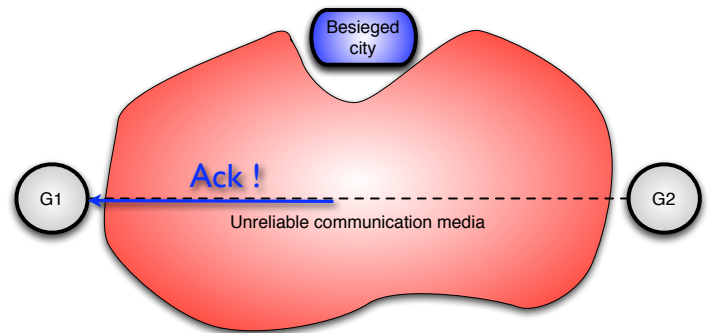 Besieged
city
Ack !
G1
G2
Unreliable communication media